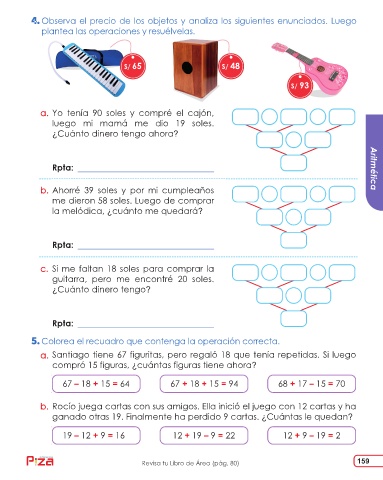 4. Observa el precio de los objetos y analiza los siguientes enunciados. Luego
plantea las operaciones y resuélvelas.
S/ 65
S/ 48
S/ 93
a. Yo tenía 90 soles y compré el cajón,
luego mi mamá me dio 19 soles.
¿Cuánto dinero tengo ahora?
Rpta:
b. Ahorré 39 soles y por mi cumpleaños
me dieron 58 soles. Luego de comprar
la melódica, ¿cuánto me quedará?
Rpta:
c. Si me faltan 18 soles para comprar la
guitarra, pero me encontré 20 soles.
¿Cuánto dinero tengo?
Rpta:
Aritmética
5. Colorea el recuadro que contenga la operación correcta.
a. Santiago tiene 67 figuritas, pero regaló 18 que tenía repetidas. Si luego
compró 15 figuras, ¿cuántas figuras tiene ahora?
67 – 18 + 15 = 64 67 + 18 + 15 = 94 68 + 17 – 15 = 70
b. Rocío juega cartas con sus amigos. Ella inició el juego con 12 cartas y ha
ganado otras 19. Finalmente ha perdido 9 cartas. ¿Cuántas le quedan?
19 – 12 + 9 = 16 12 + 19 – 9 = 22 12 + 9 – 19 = 2
Revisa tu Libro de Área (pág. 80)
159